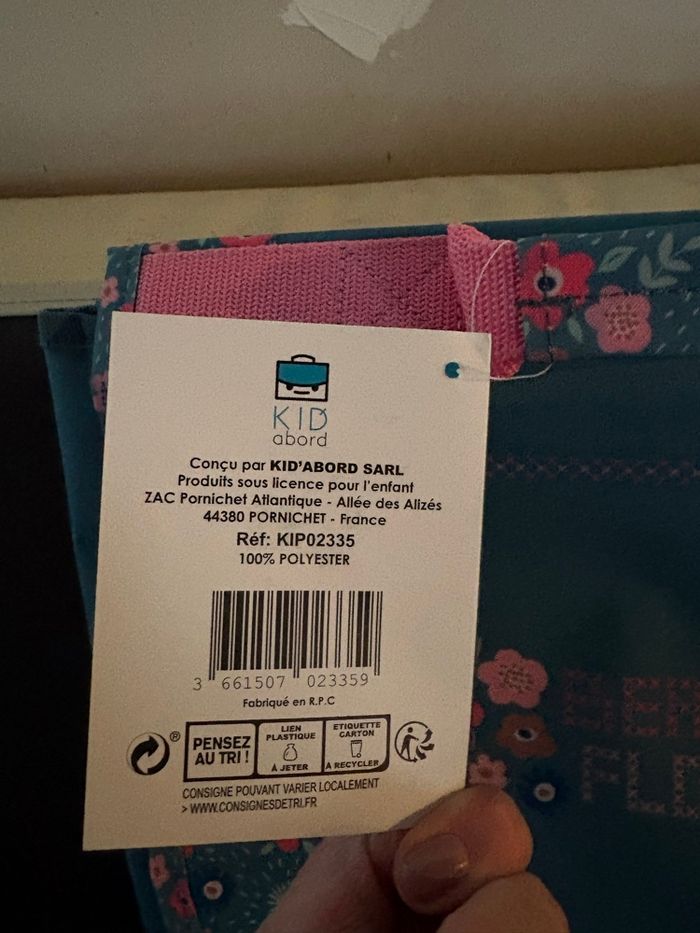 KID
abord
Conçu par KID'ABORD SARL
Produits sous licence pour l'enfant
ZAC Pornichet Atlantique - Allée des Alizés
44380 PORNICHET - France
Réf: KIP02335
100% POLYESTER
3 661507 023359
Fabriqué en R.P.C
®
PENSEZ
AU TRI !
LIEN
PLASTIQUE
À JETER
ETIQUETTE
CARTON
À RECYCLER
CONSIGNE POUVANT VARIER LOCALEMENT
> WWW.CONSIGNESDETRI.FR